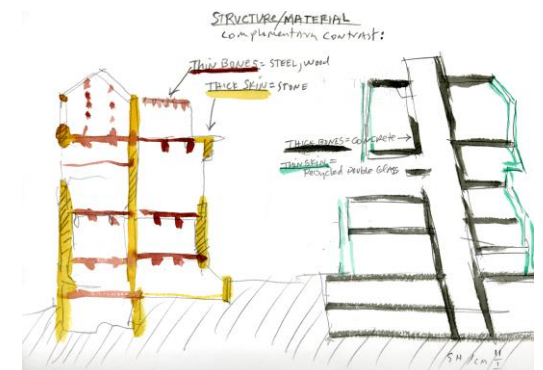 STRUCTURE/MATERIAL
complementary contrast:
THIN BONES = STEEL, WOOD
THICK SKIN = STONE
THICK BONES = CONCRETE
THIN SKIN =
Recycled Double GLASS